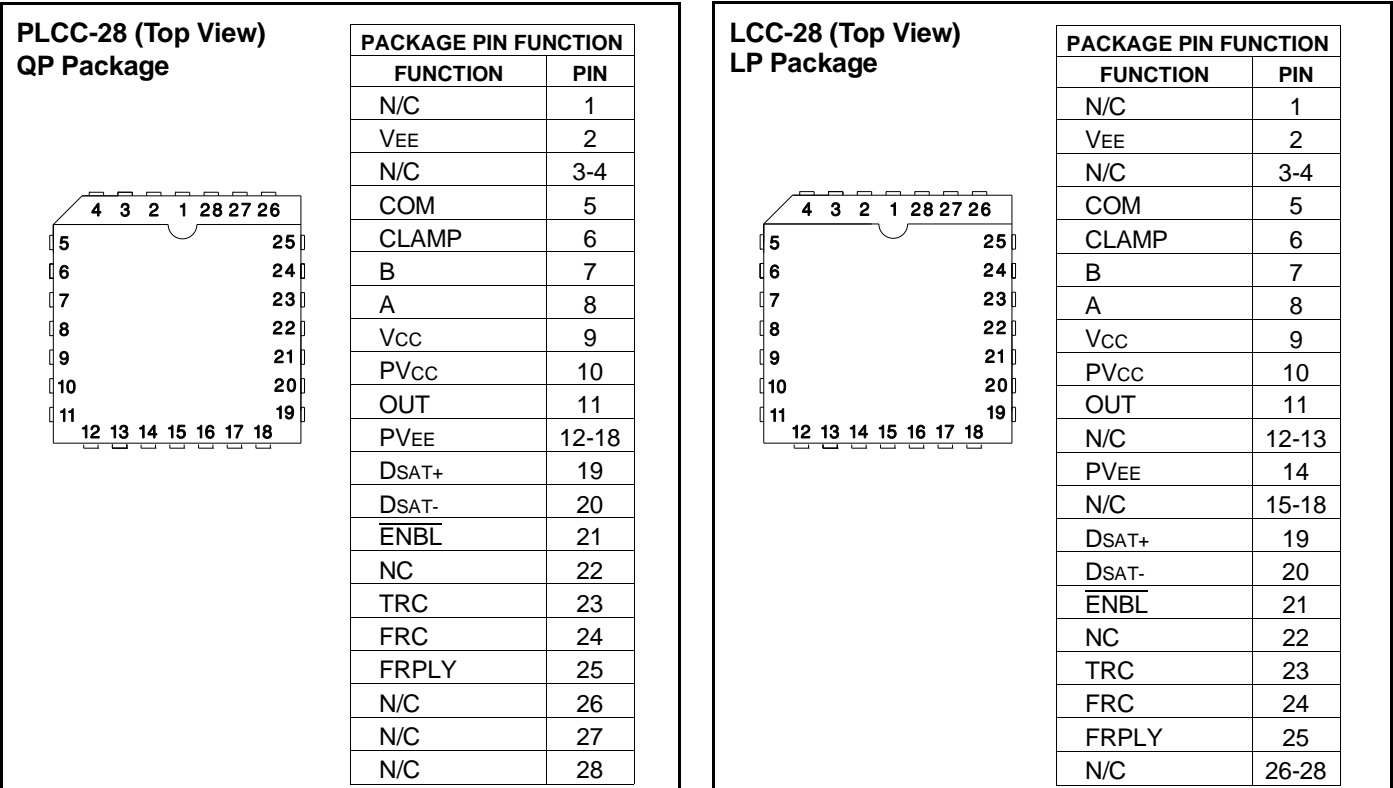 PLCC-28 (Top View)
QP Package
PACKAGE PIN FUNCTION
FUNCTION PIN
N/C 1
VEE 2
N/C 3-4
COM 5
CLAMP 6
B 7
A 8
VCC 9
PVCC 10
OUT 11
PVEE 12-18
DSAT+ 19
DSAT- 20
ENBL 21
NC 22
TRC 23
FRC 24
FRPLY 25
N/C 26
N/C 27
N/C 28
4 3 2 1 28 27 26
5 25
6 24
7 23
8 22
9 21
10 20
11 19
12 13 14 15 16 17 18
LCC-28 (Top View)
LP Package
PACKAGE PIN FUNCTION
FUNCTION PIN
N/C 1
VEE 2
N/C 3-4
COM 5
CLAMP 6
B 7
A 8
VCC 9
PVCC 10
OUT 11
N/C 12-13
PVEE 14
N/C 15-18
DSAT+ 19
DSAT- 20
ENBL 21
NC 22
TRC 23
FRC 24
FRPLY 25
N/C 26-28
4 3 2 1 28 27 26
5 25
6 24
7 23
8 22
9 21
10 20
11 19
12 13 14 15 16 17 18